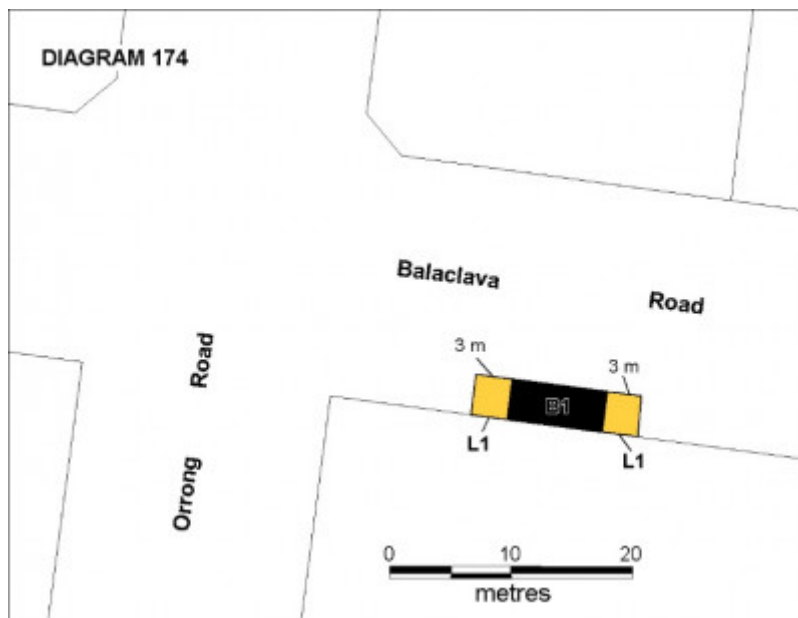 DIAGRAM 174
Balaclava Road
Orrong Road
3 m
3 m
B1
L1
L1
0 10 20
metres